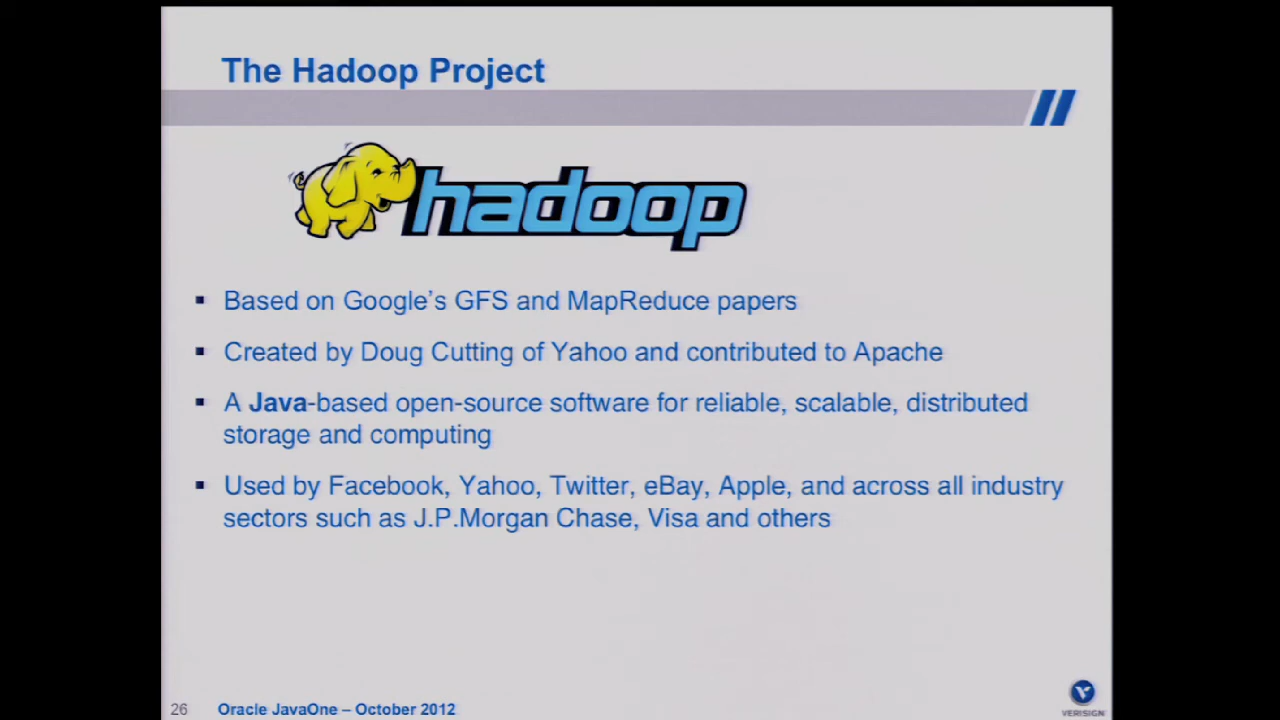 The Hadoop Project
hadoop
▪ Based on Google’s GFS and MapReduce papers
▪ Created by Doug Cutting of Yahoo and contributed to Apache
▪ A Java-based open-source software for reliable, scalable, distributed
storage and computing
▪ Used by Facebook, Yahoo, Twitter, eBay, Apple, and across all industry
sectors such as J.P.Morgan Chase, Visa and others
26 Oracle JavaOne – October 2012
VERISIGN